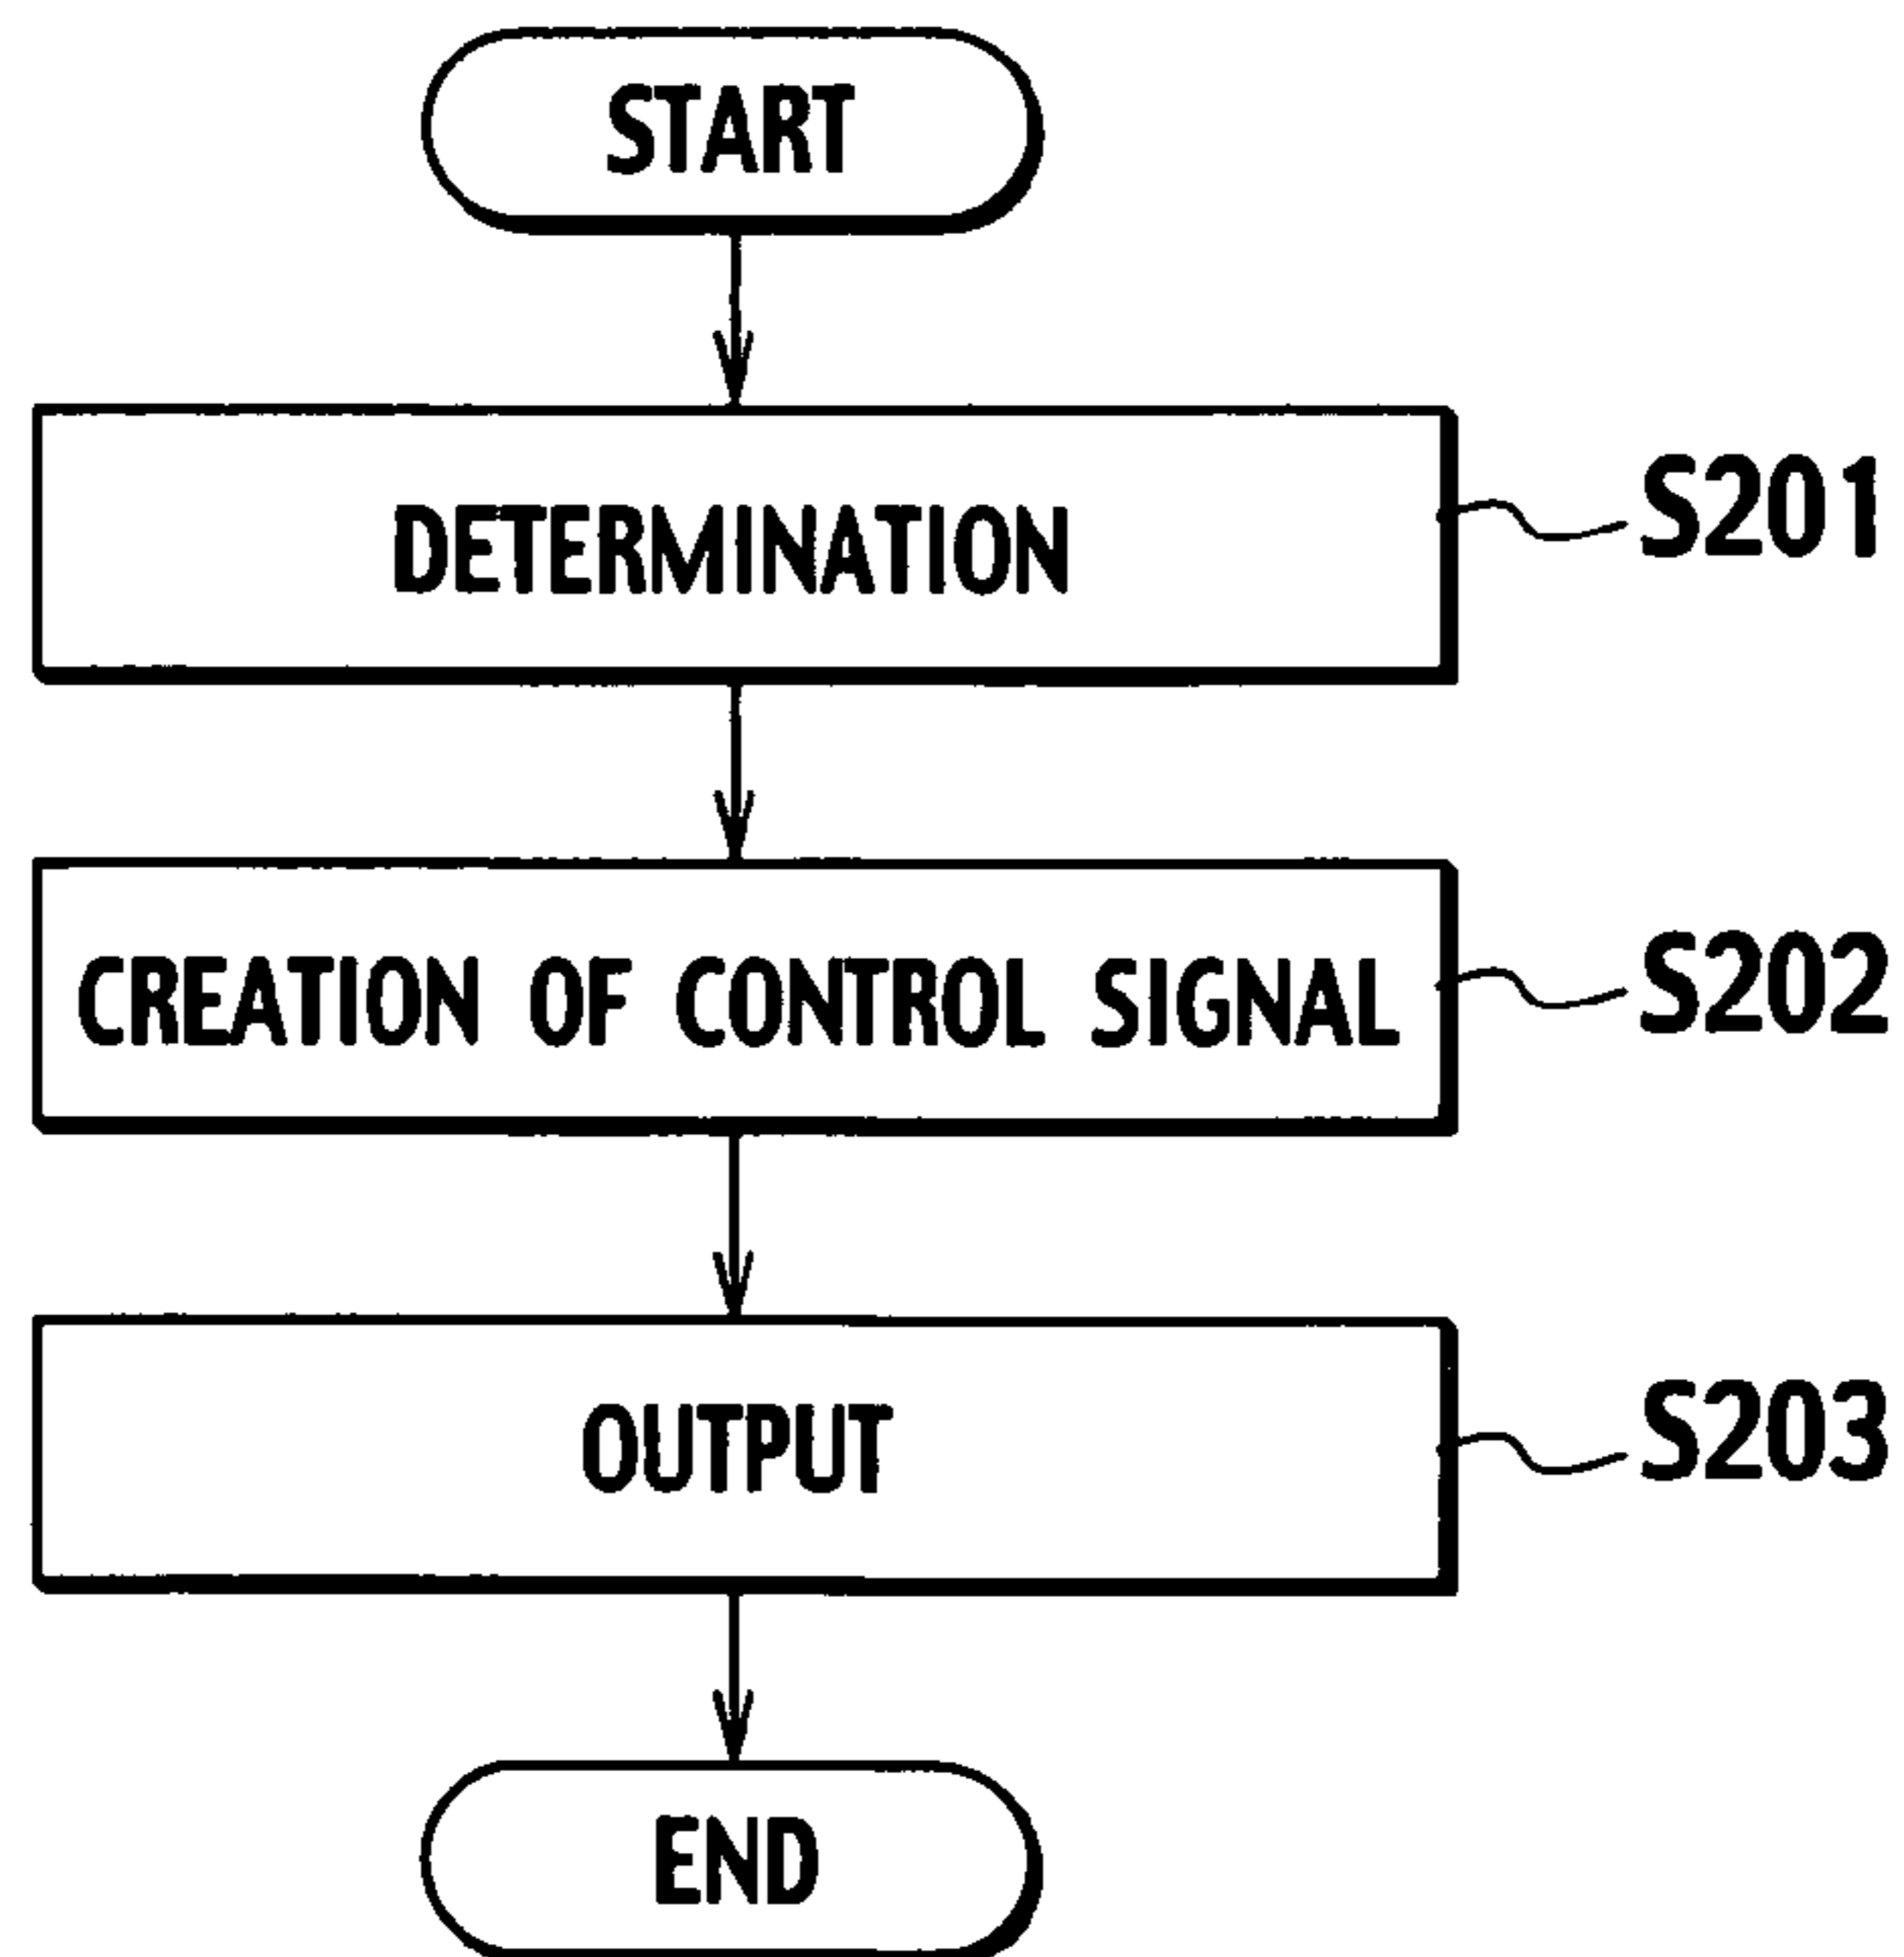 START
DETERMINATION
S201
CREATION OF CONTROL SIGNAL
S202
OUTPUT
S203
END